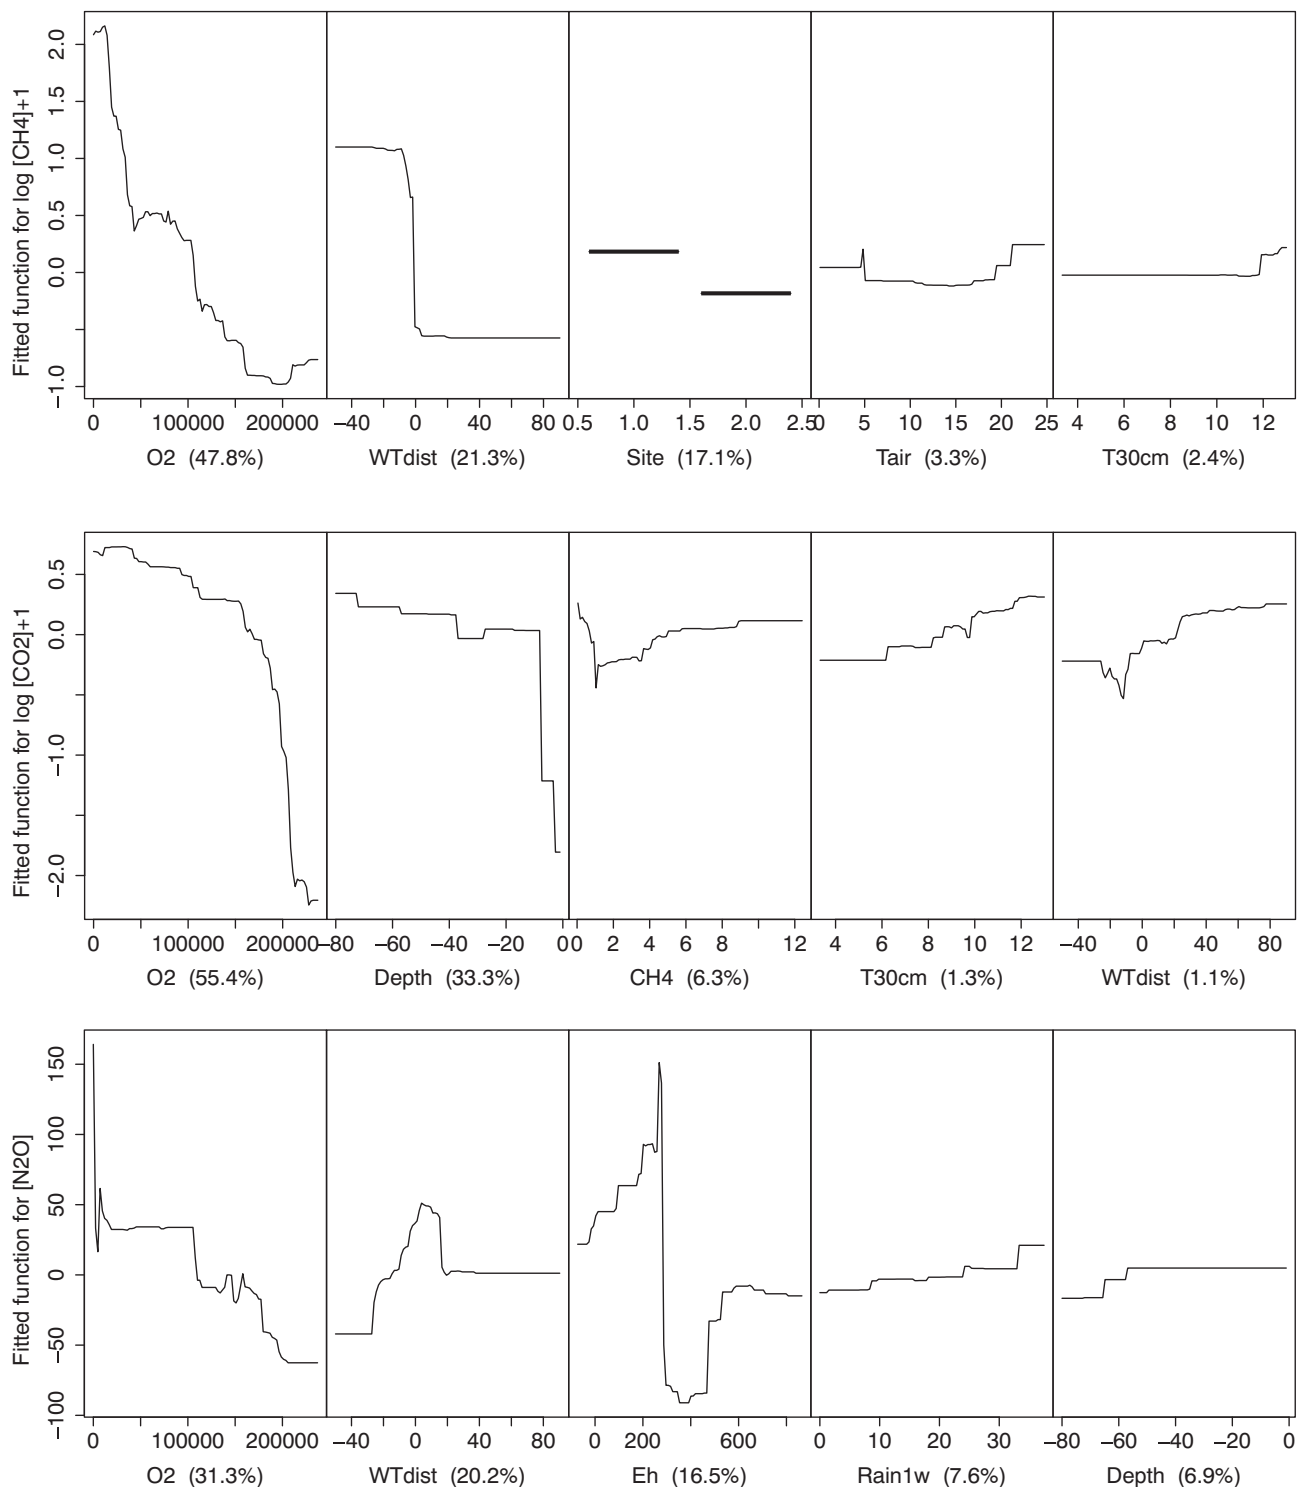 Fitted function for log [CH4]+1
2.0
1.5
1.0
0.5
0.0
−1.0
0 100000 200000 −40 0 40 80 0.5 1.0 1.5 2.0 2.5 0 5 10 15 20 25 4 6 8 10 12
O2 (47.8%) WTdist (21.3%) Site (17.1%) Tair (3.3%) T30cm (2.4%)
Fitted function for log [CO2]+1
0.5
0.0
−1.0
−2.0
0 100000 200000 −80 −60 −40 −20 0 0 2 4 6 8 12 4 6 8 10 12 −40 0 40 80
O2 (55.4%) Depth (33.3%) CH4 (6.3%) T30cm (1.3%) WTdist (1.1%)
Fitted function for [N2O]
150
100
50
0
−50
−100
0 100000 200000 −40 0 40 80 0 200 600 0 10 20 30 −80 −60 −40 −20 0
O2 (31.3%) WTdist (20.2%) Eh (16.5%) Rain1w (7.6%) Depth (6.9%)